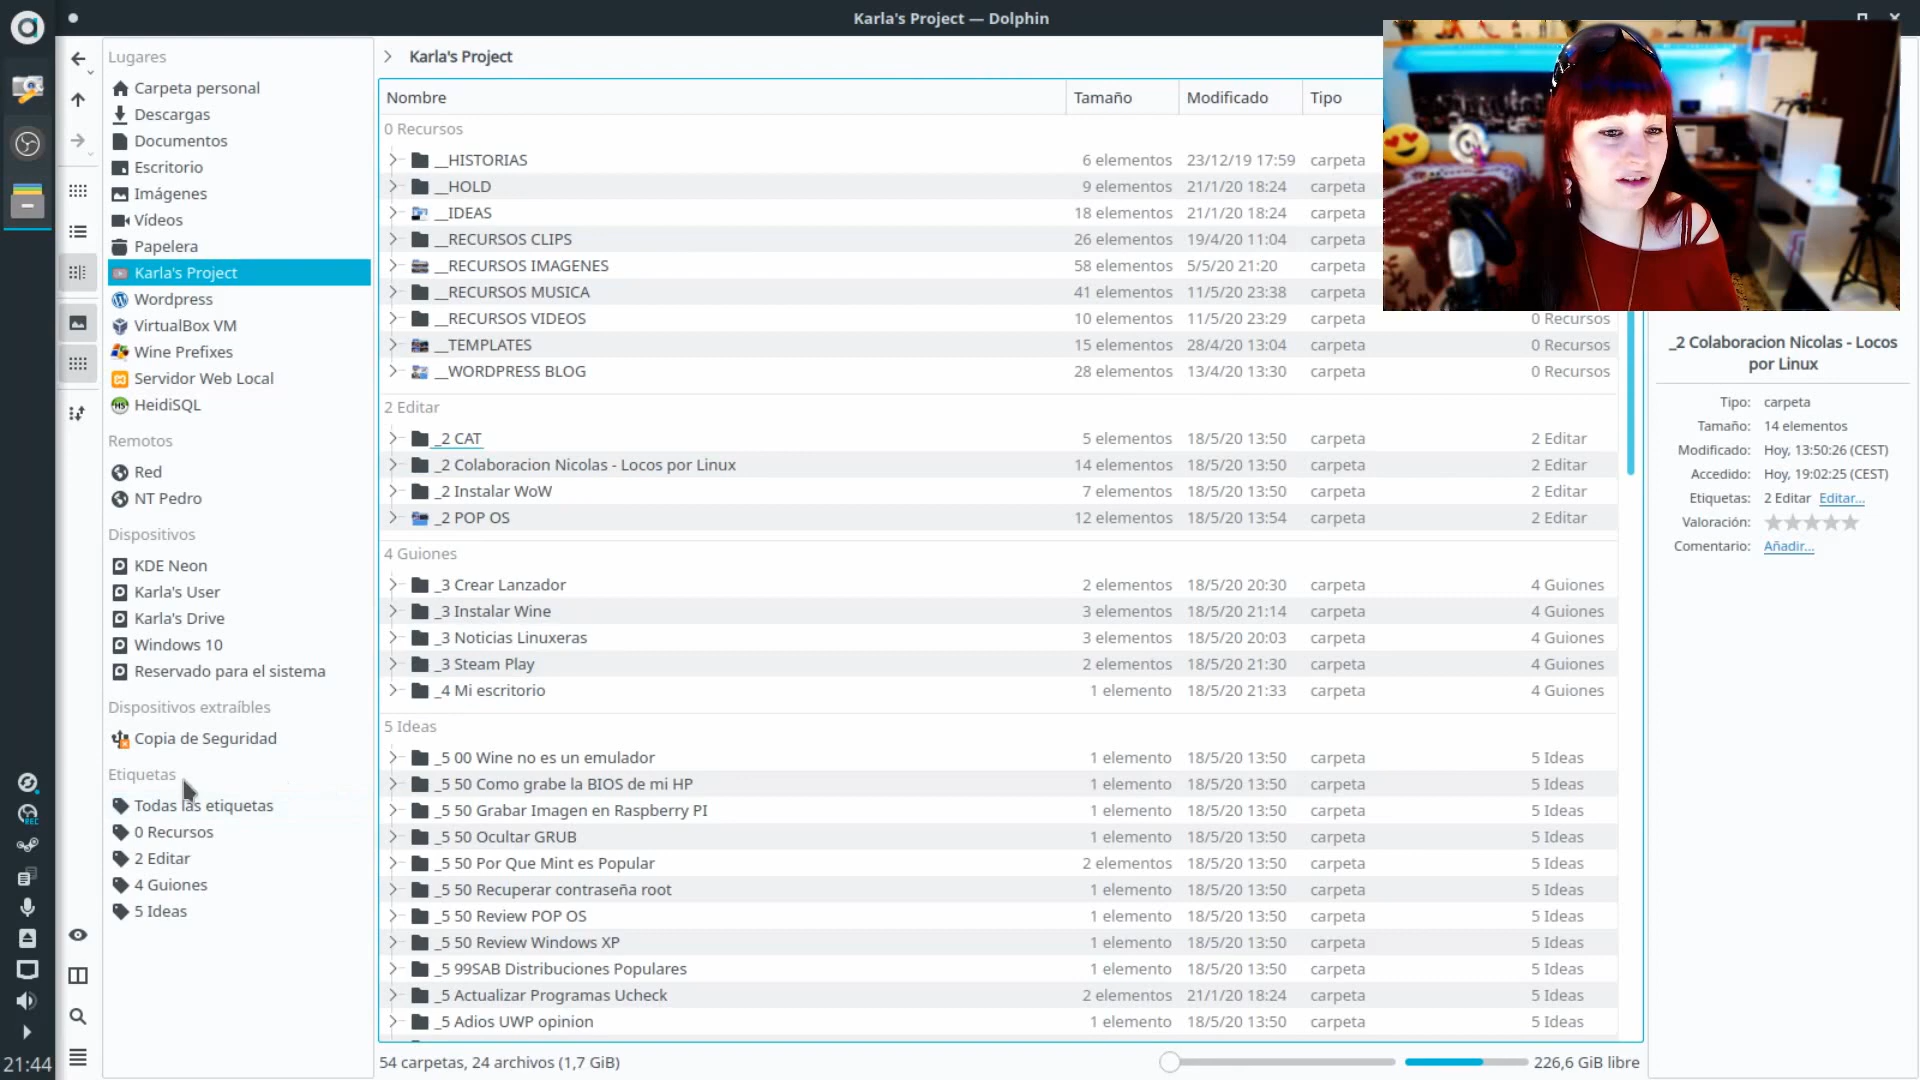 Karla's Project — Dolphin
Lugares
Carpeta personal
Descargas
Documentos
Escritorio
Imágenes
Vídeos
Papelera
Karla's Project
Wordpress
VirtualBox VM
Wine Prefixes
Servidor Web Local
HeidiSQL
Remotos
Red
NT Pedro
Dispositivos
KDE Neon
Karla's User
Karla's Drive
Windows 10
Reservado para el sistema
Dispositivos extraíbles
Copia de Seguridad
Etiquetas
Todas las etiquetas
0 Recursos
2 Editar
4 Guiones
5 Ideas
REC
21:44
Karla's Project
Nombre Tamaño Modificado Tipo
0 Recursos
__HISTORIAS 6 elementos 23/12/19 17:59 carpeta
__HOLD 9 elementos 21/1/20 18:24 carpeta
__IDEAS 18 elementos 21/1/20 18:24 carpeta
__RECURSOS CLIPS 26 elementos 19/4/20 11:04 carpeta
__RECURSOS IMAGENES 58 elementos 5/5/20 21:20 carpeta
__RECURSOS MUSICA 41 elementos 11/5/20 23:38 carpeta
__RECURSOS VIDEOS 10 elementos 11/5/20 23:29 carpeta 0 Recursos
__TEMPLATES 15 elementos 28/4/20 13:04 carpeta 0 Recursos
__WORDPRESS BLOG 28 elementos 13/4/20 13:30 carpeta 0 Recursos
2 Editar
_2 CAT 5 elementos 18/5/20 13:50 carpeta 2 Editar
_2 Colaboracion Nicolas - Locos por Linux 14 elementos 18/5/20 13:50 carpeta 2 Editar
_2 Instalar WoW 7 elementos 18/5/20 13:50 carpeta 2 Editar
_2 POP OS 12 elementos 18/5/20 13:54 carpeta 2 Editar
4 Guiones
_3 Crear Lanzador 2 elementos 18/5/20 20:30 carpeta 4 Guiones
_3 Instalar Wine 3 elementos 18/5/20 21:14 carpeta 4 Guiones
_3 Noticias Linuxeras 3 elementos 18/5/20 20:03 carpeta 4 Guiones
_3 Steam Play 2 elementos 18/5/20 21:30 carpeta 4 Guiones
_4 Mi escritorio 1 elemento 18/5/20 21:33 carpeta 4 Guiones
5 Ideas
_5 00 Wine no es un emulador 1 elemento 18/5/20 13:50 carpeta 5 Ideas
_5 50 Como grabe la BIOS de mi HP 1 elemento 18/5/20 13:50 carpeta 5 Ideas
_5 50 Grabar Imagen en Raspberry PI 1 elemento 18/5/20 13:50 carpeta 5 Ideas
_5 50 Ocultar GRUB 1 elemento 18/5/20 13:50 carpeta 5 Ideas
_5 50 Por Que Mint es Popular 2 elementos 18/5/20 13:50 carpeta 5 Ideas
_5 50 Recuperar contraseña root 1 elemento 18/5/20 13:50 carpeta 5 Ideas
_5 50 Review POP OS 1 elemento 18/5/20 13:50 carpeta 5 Ideas
_5 50 Review Windows XP 1 elemento 18/5/20 13:50 carpeta 5 Ideas
_5 99SAB Distribuciones Populares 1 elemento 18/5/20 13:50 carpeta 5 Ideas
_5 Actualizar Programas Ucheck 2 elementos 21/1/20 18:24 carpeta 5 Ideas
_5 Adios UWP opinion 1 elemento 18/5/20 13:50 carpeta 5 Ideas
54 carpetas, 24 archivos (1,7 GiB)
226,6 GiB libre
_2 Colaboracion Nicolas - Locos
por Linux
Tipo: carpeta
Tamaño: 14 elementos
Modificado: Hoy, 13:50:26 (CEST)
Accedido: Hoy, 19:02:25 (CEST)
Etiquetas: 2 Editar Editar...
Valoración:
Comentario: Añadir...